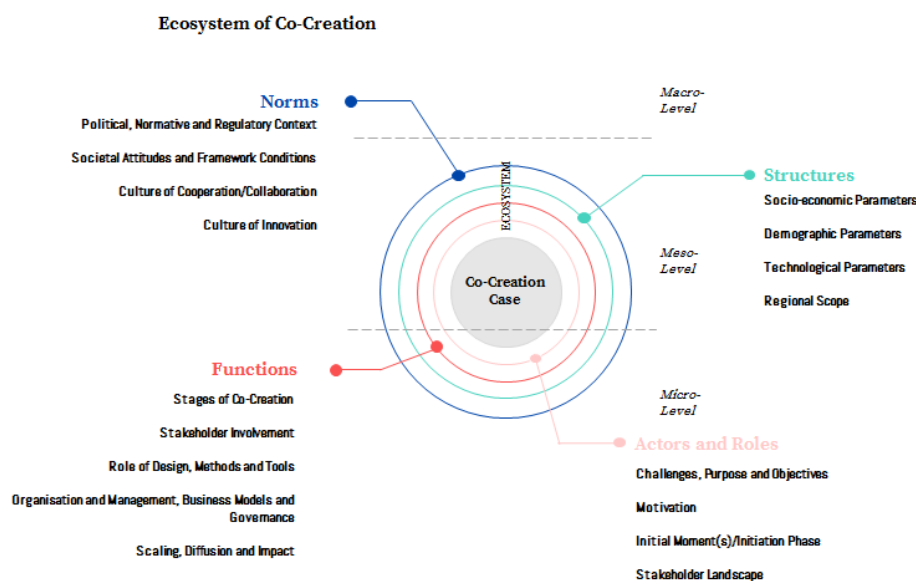 Ecosystem of Co-Creation
Macro-
Level
Norms
Political, Normative and Regulatory Context
Societal Attitudes and Framework Conditions
Culture of Cooperation/Collaboration
Culture of Innovation
ECOSYSTEM
Structures
Socio-economic Parameters
Demographic Parameters
Technological Parameters
Regional Scope
Meso-
Level
Co-Creation
Case
Functions
Stages of Co-Creation
Stakeholder Involvement
Role of Design, Methods and Tools
Organisation and Management, Business Models and
Governance
Scaling, Diffusion and Impact
Micro-
Level
Actors and Roles
Challenges, Purpose and Objectives
Motivation
Initial Moment(s)/Initiation Phase
Stakeholder Landscape